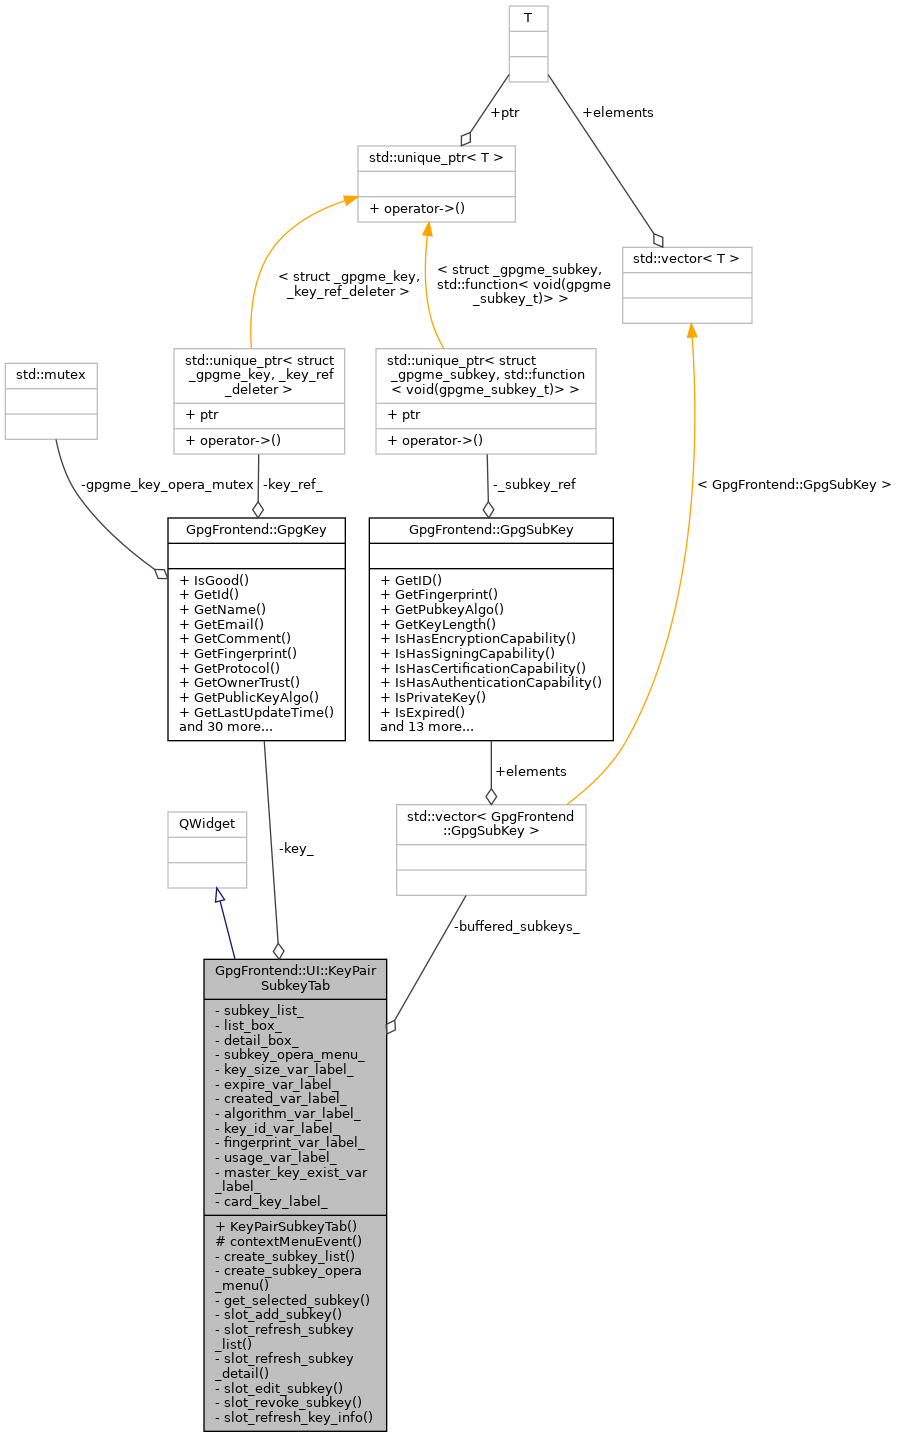 T
+ptr
+elements
std::unique_ptr< T >
+ operator->()
std::vector< T >
< struct _gpgme_key,
_key_ref_deleter >
< struct _gpgme_subkey,
std::function< void(gpgme
_subkey_t)> >
std::mutex
std::unique_ptr< struct
_gpgme_key, _key_ref
_deleter >
+ ptr
+ operator->()
std::unique_ptr< struct
_gpgme_subkey, std::function
< void(gpgme_subkey_t)> >
+ ptr
+ operator->()
-gpgme_key_opera_mutex
-key_ref_
-_subkey_ref
< GpgFrontend::GpgSubKey >
GpgFrontend::GpgKey
+ IsGood()
+ GetId()
+ GetName()
+ GetEmail()
+ GetComment()
+ GetFingerprint()
+ GetProtocol()
+ GetOwnerTrust()
+ GetPublicKeyAlgo()
+ GetLastUpdateTime()
and 30 more...
GpgFrontend::GpgSubKey
+ GetID()
+ GetFingerprint()
+ GetPubkeyAlgo()
+ GetKeyLength()
+ IsHasEncryptionCapability()
+ IsHasSigningCapability()
+ IsHasCertificationCapability()
+ IsHasAuthenticationCapability()
+ IsPrivateKey()
+ IsExpired()
and 13 more...
+elements
QWidget
-key_
std::vector< GpgFrontend
::GpgSubKey >
-buffered_subkeys_
GpgFrontend::UI::KeyPair
SubkeyTab
- subkey_list_
- list_box_
- detail_box_
- subkey_opera_menu_
- key_size_var_label_
- expire_var_label_
- created_var_label_
- algorithm_var_label_
- key_id_var_label_
- fingerprint_var_label_
- usage_var_label_
- master_key_exist_var
_label_
- card_key_label_
+ KeyPairSubkeyTab()
# contextMenuEvent()
- create_subkey_list()
- create_subkey_opera
_menu()
- get_selected_subkey()
- slot_add_subkey()
- slot_refresh_subkey
_list()
- slot_refresh_subkey
_detail()
- slot_edit_subkey()
- slot_revoke_subkey()
- slot_refresh_key_info()